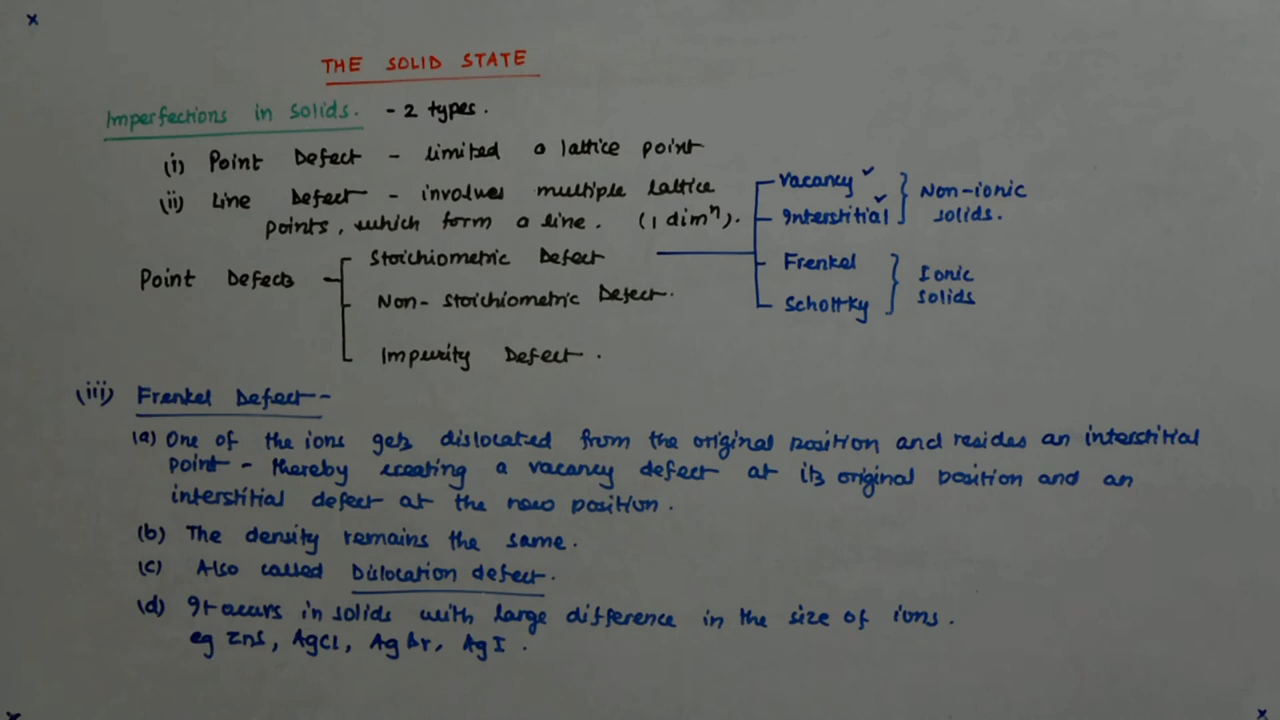 THE SOLID STATE
Imperfections in solids. - 2 types.
(i) Point Defect - limited a lattice point
(ii) Line Defect - involves multiple lattice
points, which form a line. (1 dimⁿ).
Vacancy ✓
Interstitial ✓
Non-ionic
solids.
Frenkel
Schottky
Ionic
solids
Point Defects
Stoichiometric Defect
Non-Stoichiometric Defect.
Impurity Defect.
(iii) Frenkel Defect -
(a) One of the ions gets dislocated from the original position and resides an interstitial
point - thereby creating a vacancy defect at its original position and an
interstitial defect at the new position.
(b) The density remains the same.
(c) Also called Dislocation defect.
(d) It occurs in solids with large difference in the size of ions.
eg ZnS, AgCl, AgBr, AgI.